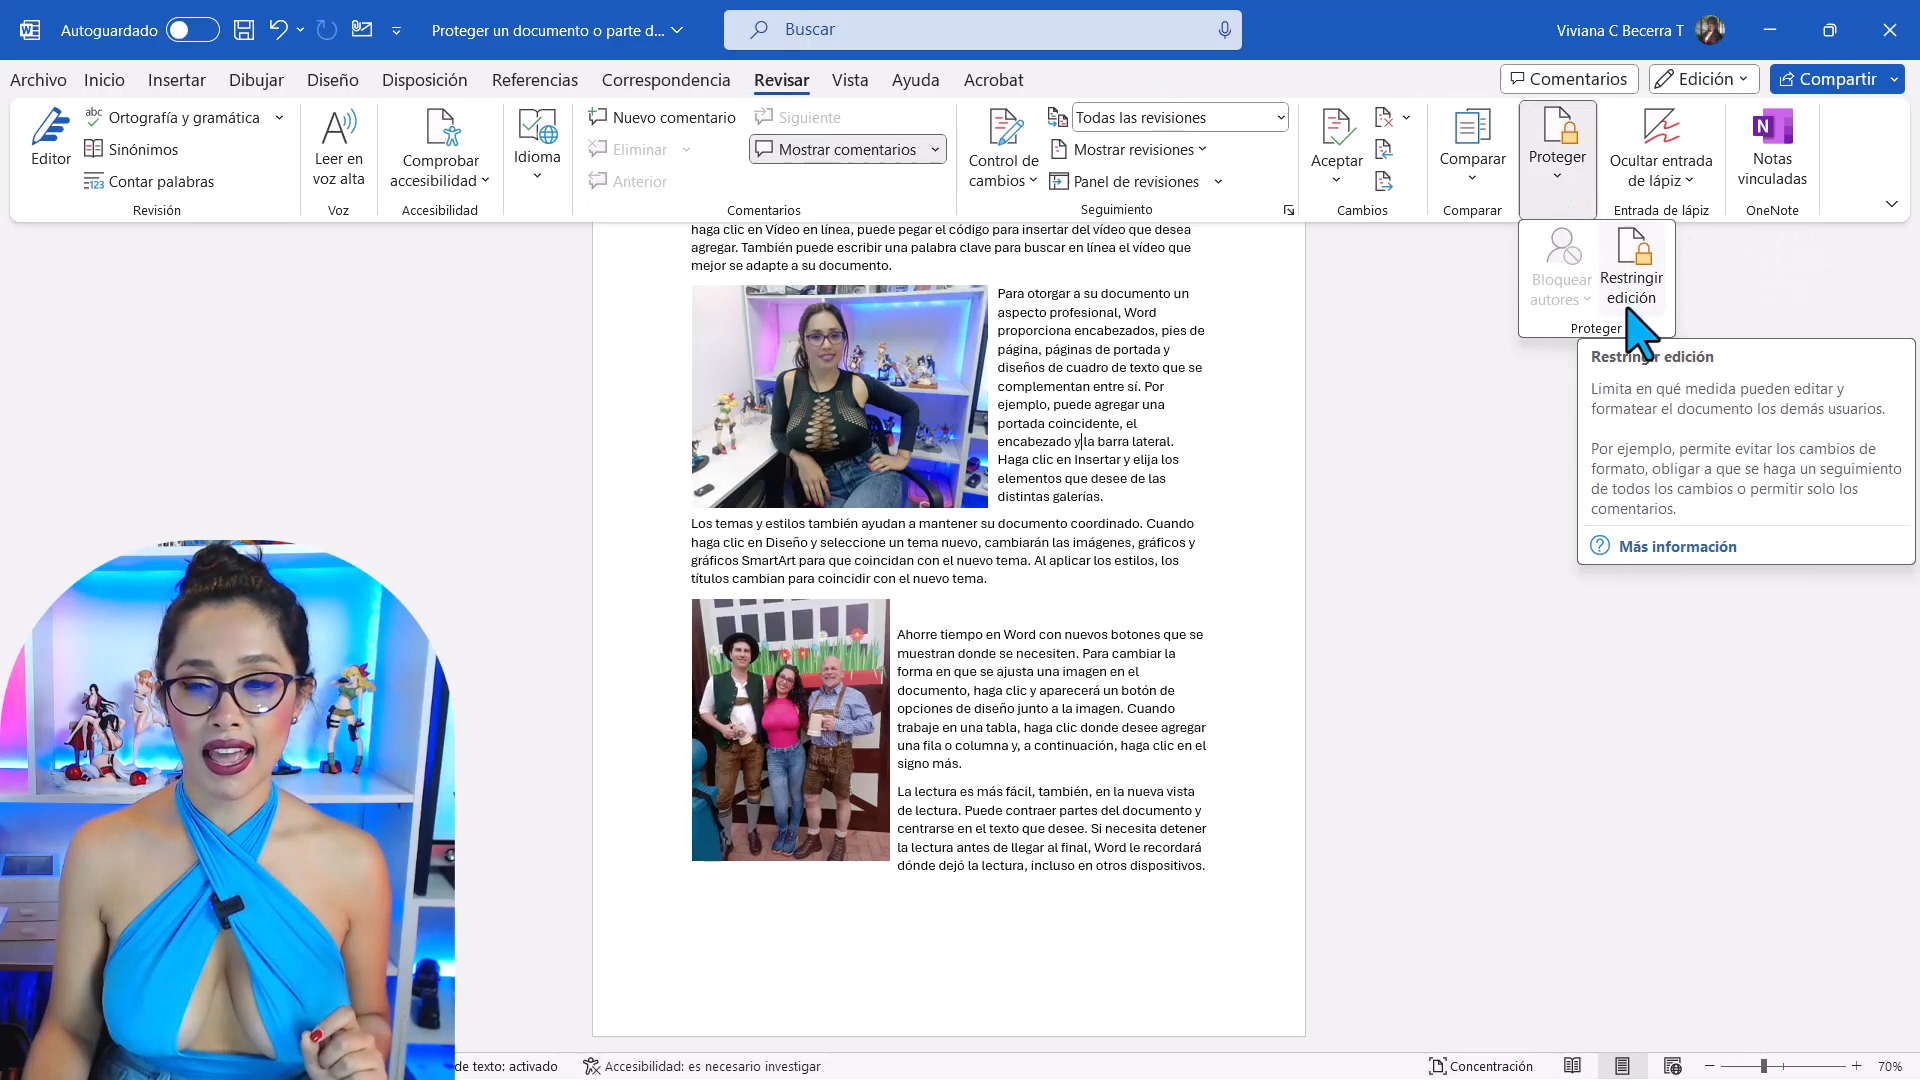 Autoguardado
Proteger un documento o parte d...
Buscar
Viviana C Becerra T
Archivo
Inicio
Insertar
Dibujar
Diseño
Disposición
Referencias
Correspondencia
Revisar
Vista
Ayuda
Acrobat
Comentarios
Edición
Compartir
Editor
abc
Ortografía y gramática
Sinónimos
123
Contar palabras
Revisión
Leer en
voz alta
Voz
Comprobar
accesibilidad
Accesibilidad
Idioma
Nuevo comentario
Eliminar
Anterior
Siguiente
Mostrar comentarios
Comentarios
Control de
cambios
Todas las revisiones
Mostrar revisiones
Panel de revisiones
Seguimiento
Aceptar
Cambios
Comparar
Comparar
Proteger
Ocultar entrada
de lápiz
Entrada de lápiz
N
Notas
vinculadas
OneNote
Bloquear
autores
Restringir
edición
Proteger
Restringir edición
Limita en qué medida pueden editar y
formatear el documento los demás usuarios.
Por ejemplo, permite evitar los cambios de
formato, obligar a que se haga un seguimiento
de todos los cambios o permitir solo los
comentarios.
Más información
haga clic en Vídeo en línea, puede pegar el código para insertar del vídeo que desea
agregar. También puede escribir una palabra clave para buscar en línea el vídeo que
mejor se adapte a su documento.
Para otorgar a su documento un
aspecto profesional, Word
proporciona encabezados, pies de
página, páginas de portada y
diseños de cuadro de texto que se
complementan entre sí. Por
ejemplo, puede agregar una
portada coincidente, el
encabezado y la barra lateral.
Haga clic en Insertar y elija los
elementos que desee de las
distintas galerías.
Los temas y estilos también ayudan a mantener su documento coordinado. Cuando
haga clic en Diseño y seleccione un tema nuevo, cambiarán las imágenes, gráficos y
gráficos SmartArt para que coincidan con el nuevo tema. Al aplicar los estilos, los
títulos cambian para coincidir con el nuevo tema.
Ahorre tiempo en Word con nuevos botones que se
muestran donde se necesiten. Para cambiar la
forma en que se ajusta una imagen en el
documento, haga clic y aparecerá un botón de
opciones de diseño junto a la imagen. Cuando
trabaje en una tabla, haga clic donde desee agregar
una fila o columna y, a continuación, haga clic en el
signo más.
La lectura es más fácil, también, en la nueva vista
de lectura. Puede contraer partes del documento y
centrarse en el texto que desee. Si necesita detener
la lectura antes de llegar al final, Word le recordará
dónde dejó la lectura, incluso en otros dispositivos.
de texto: activado
Accesibilidad: es necesario investigar
Concentración
70%